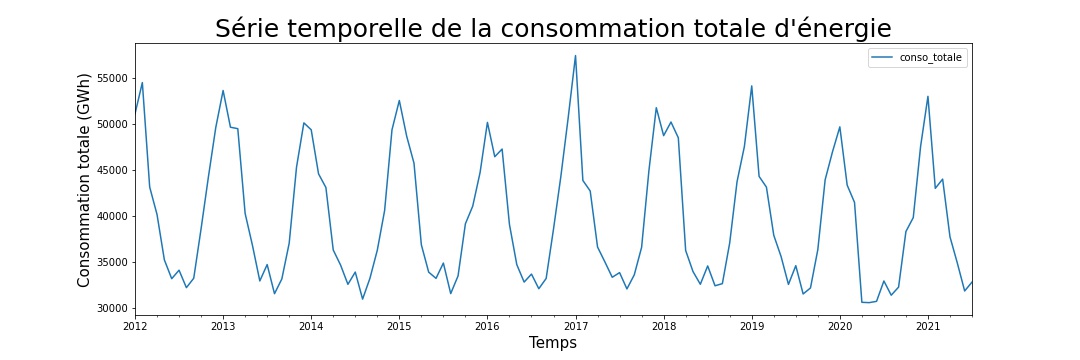 Série temporelle de la consommation totale d'énergie
conso_totale
Consommation totale (GWh)
55000
50000
45000
40000
35000
30000
2012 2013 2014 2015 2016 2017 2018 2019 2020 2021
Temps